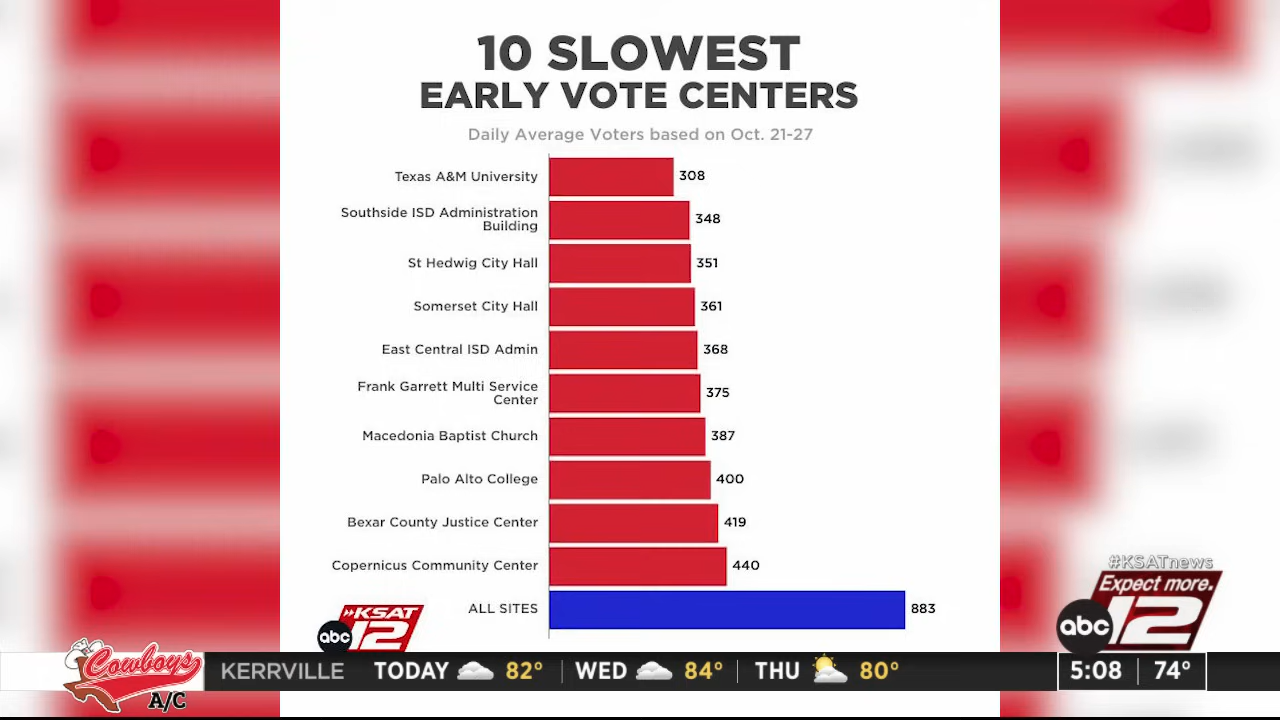 10 SLOWEST
EARLY VOTE CENTERS
Daily Average Voters based on Oct. 21-27
Texas A&M University 308
Southside ISD Administration
Building 348
St Hedwig City Hall 351
Somerset City Hall 361
East Central ISD Admin 368
Frank Garrett Multi Service
Center 375
Macedonia Baptist Church 387
Palo Alto College 400
Bexar County Justice Center 419
Copernicus Community Center 440
ALL SITES 883
»KSAT
abc 12
#KSATnews
Expect more.
abc 12
Cowboys
A/C
KERRVILLE TODAY 82° WED 84° THU 80° 5:08 74°